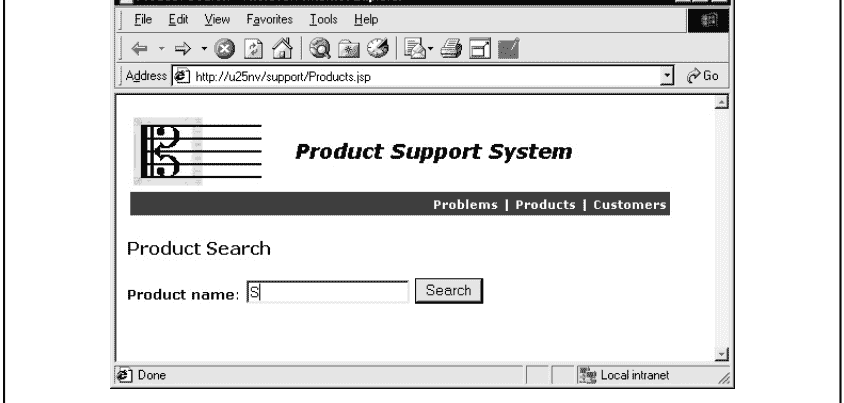 File Edit View Favorites Tools Help
Address http://u25nv/support/Products.jsp Go
Product Support System
Problems | Products | Customers
Product Search
Product name: S Search
Done Local intranet